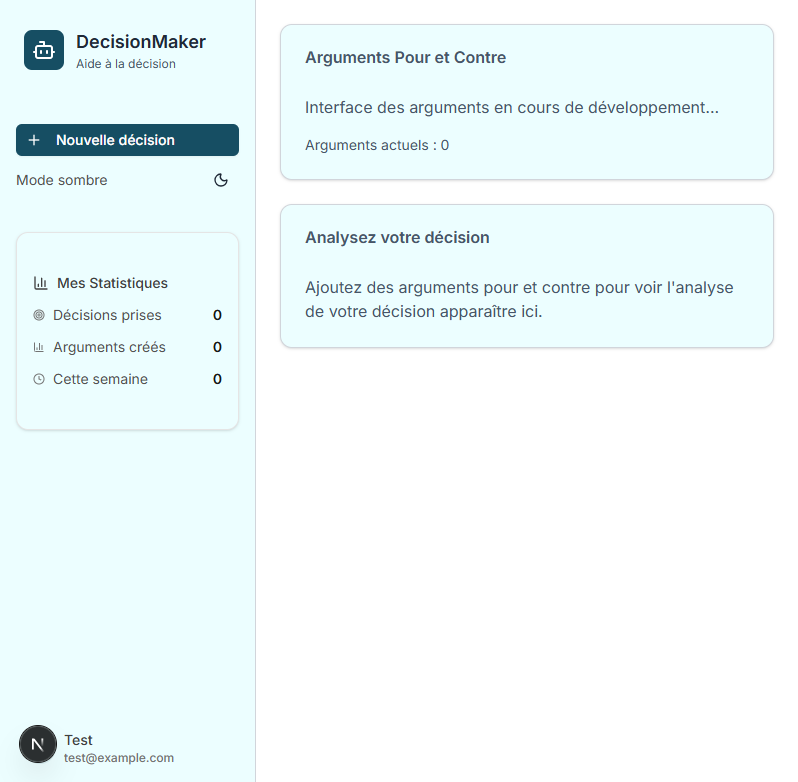 DecisionMaker
Aide à la décision
Nouvelle décision
Mode sombre
Mes Statistiques
Décisions prises 0
Arguments créés 0
Cette semaine 0
N
Test
test@example.com
Arguments Pour et Contre
Interface des arguments en cours de développement...
Arguments actuels : 0
Analysez votre décision
Ajoutez des arguments pour et contre pour voir l'analyse
de votre décision apparaître ici.